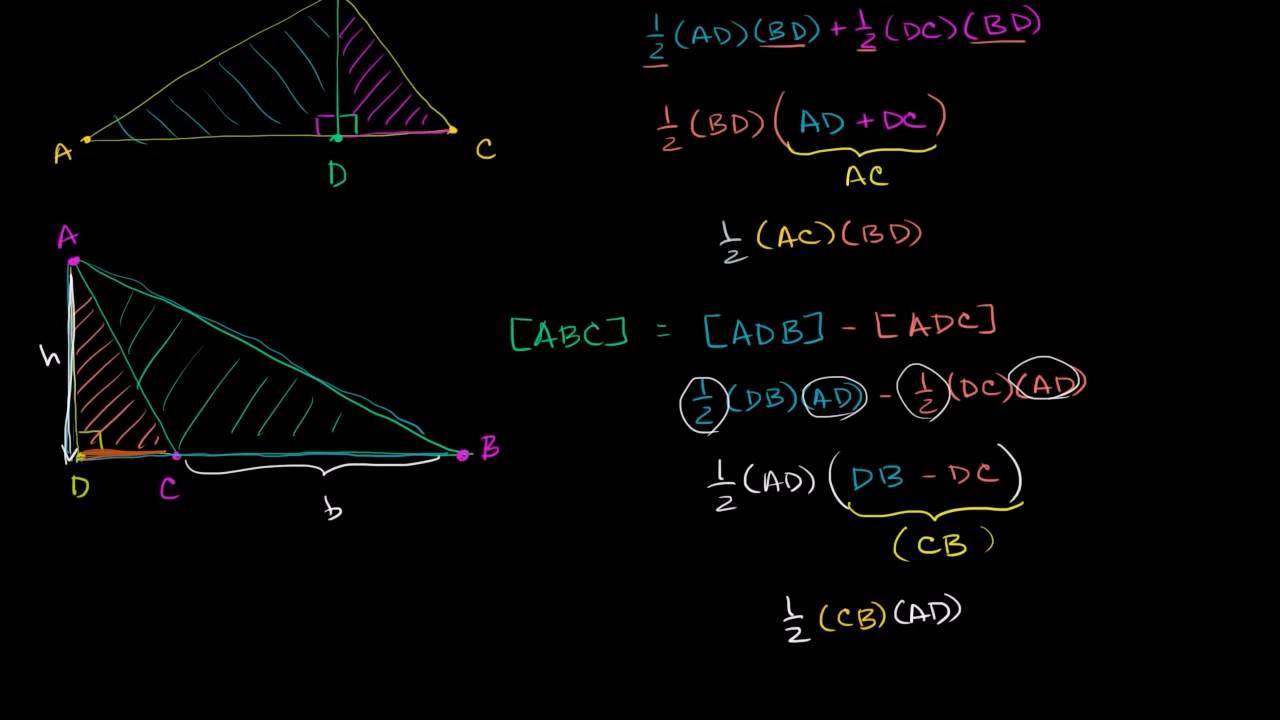 1/2 (AD)(BD) + 1/2 (DC)(BD)
1/2 (BD)(AD + DC)
AC
1/2 (AC)(BD)
A
C
D
A
h
D
C
B
b
[ABC] = [ADB] - [ADC]
1/2 (DB)(AD) - 1/2 (DC)(AD)
1/2 (AD)(DB - DC)
(CB)
1/2 (CB)(AD)